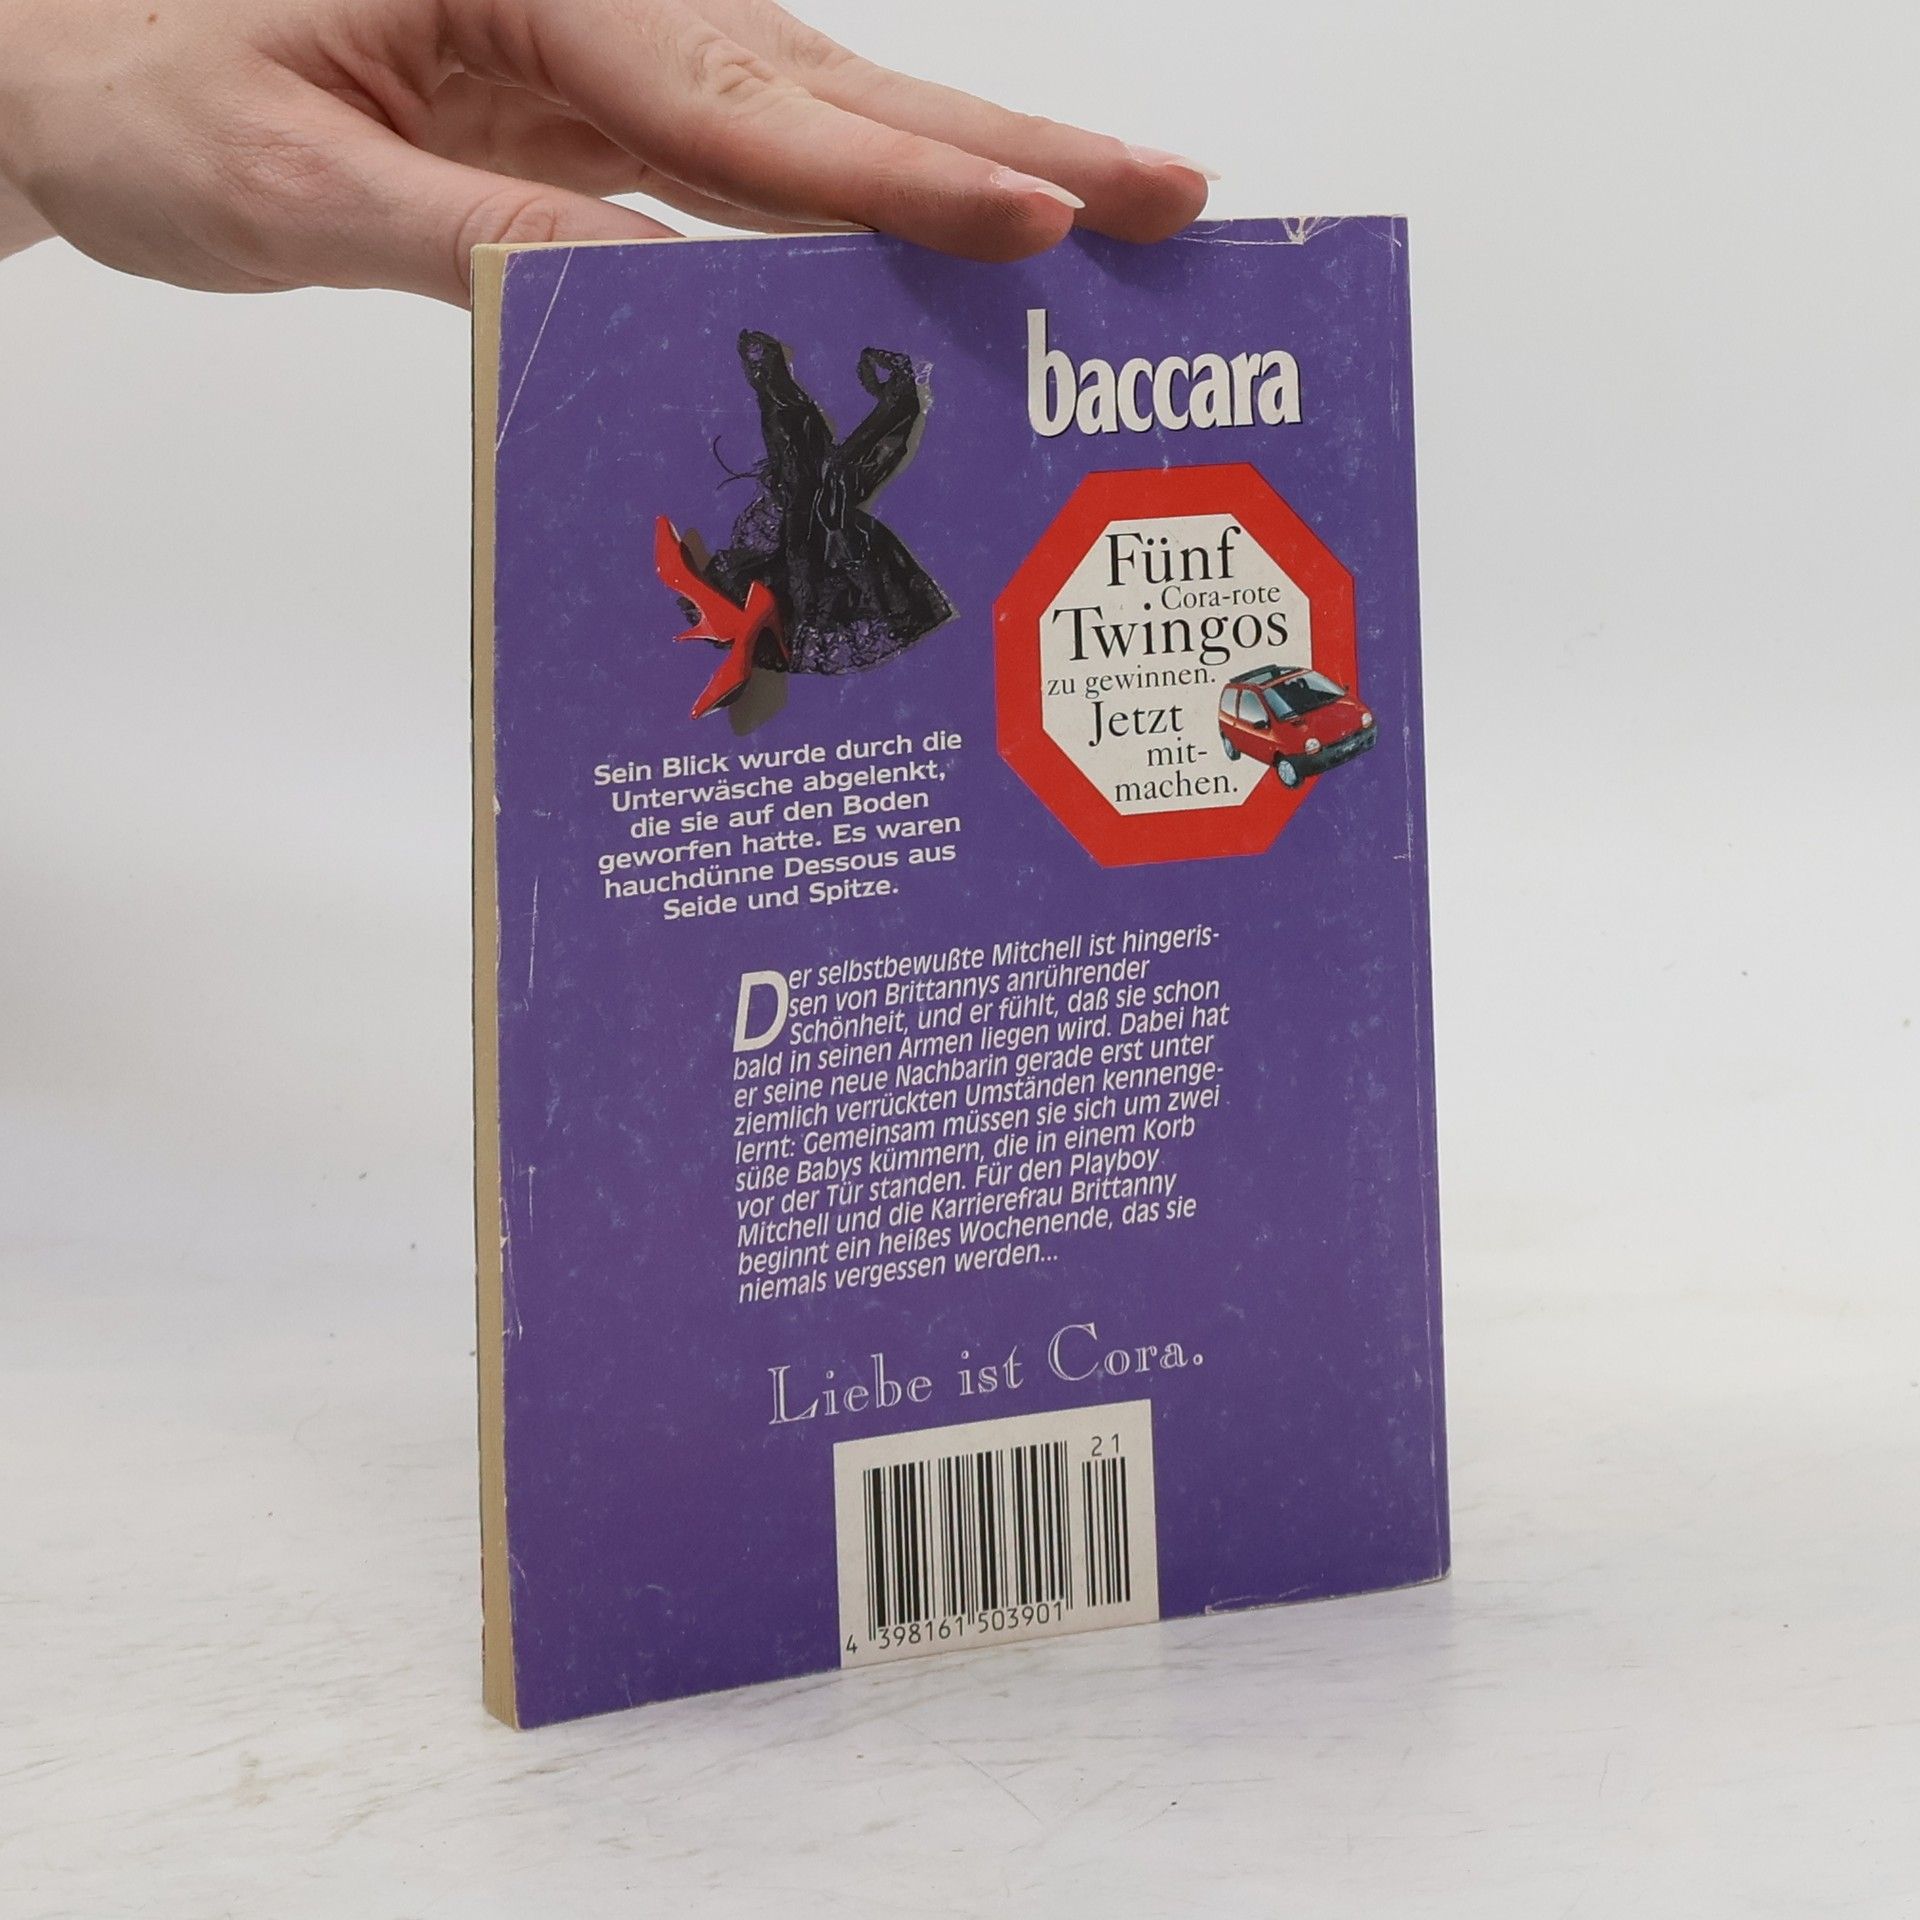 baccara
Fünf
Cora-rote
Twingos
zu gewinnen.
Jetzt
mit-
machen.
Sein Blick wurde durch die
Unterwäsche abgelenkt,
die sie auf den Boden
geworfen hatte. Es waren
hauchdünne Dessous aus
Seide und Spitze.
Der selbstbewußte Mitchell ist hingeris-
sen von Brittannys anrührender
Schönheit, und er fühlt, daß sie schon
bald in seinen Armen liegen wird. Dabei hat
er seine neue Nachbarin gerade erst unter
ziemlich verrückten Umständen kennenge-
lernt: Gemeinsam müssen sie sich um zwei
süße Babys kümmern, die in einem Korb
vor der Tür standen. Für den Playboy
Mitchell und die Karrierefrau Brittanny
beginnt ein heißes Wochenende, das sie
niemals vergessen werden...
Liebe ist Cora.
21
4 398161 503901